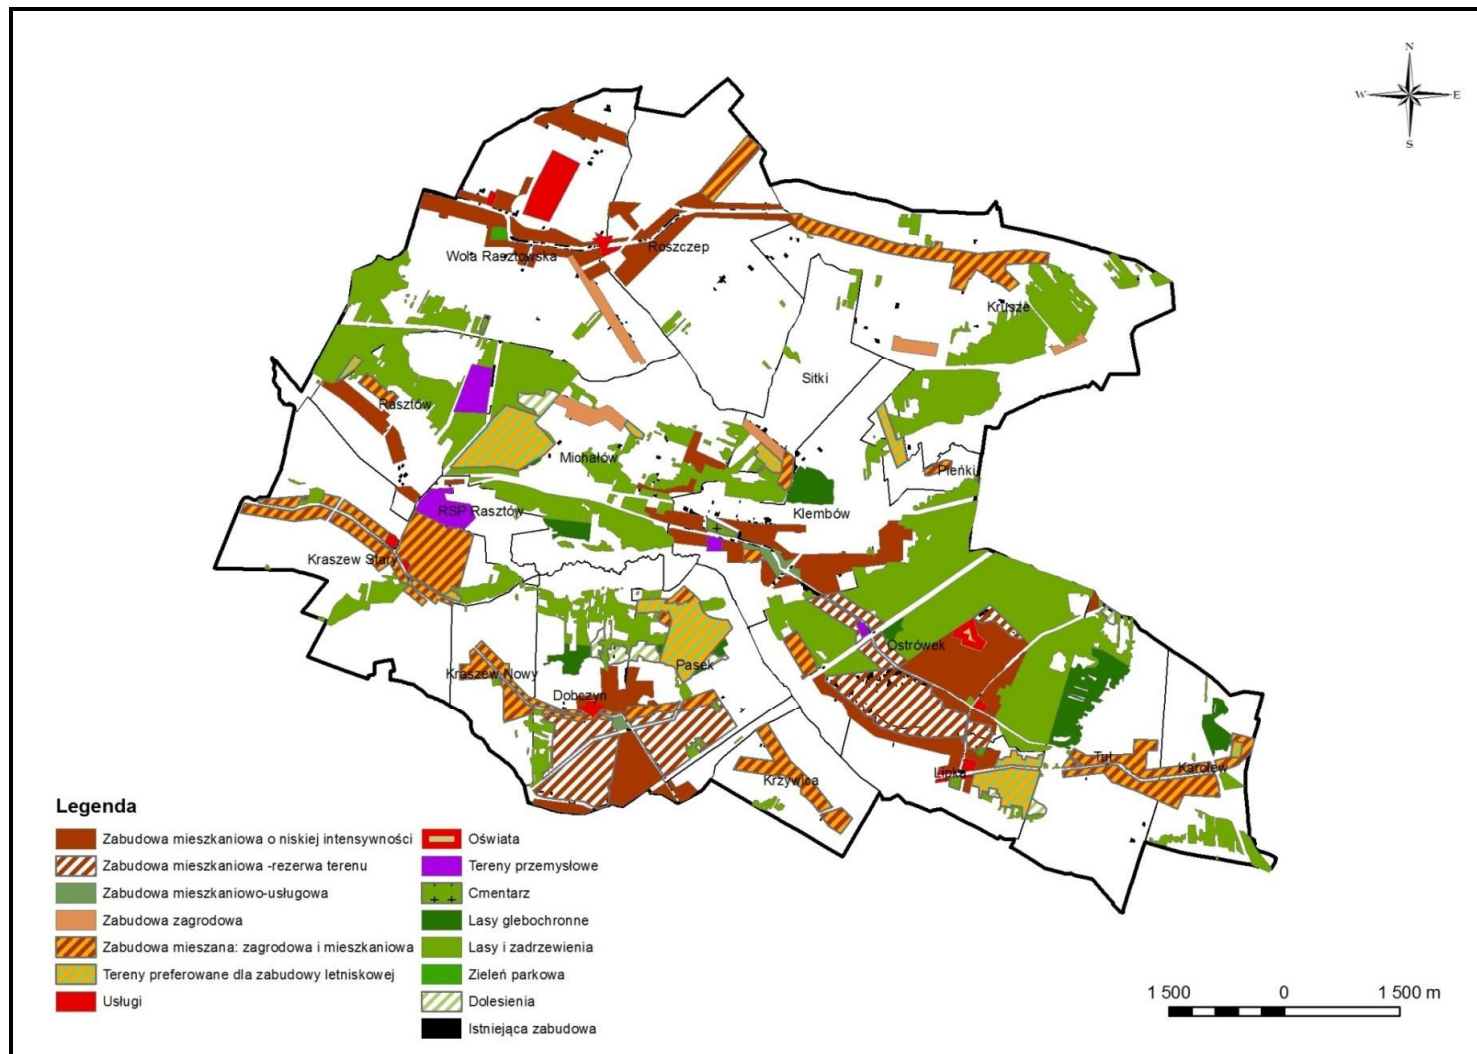 N
W E
S
Wola Rasztowska
Roszczep
Krusze
Sitki
Rasztów
Michałów
Pieńki
RSP Rasztów
Klembów
Kraszew Stary
Ostrówek
Kraszew Nowy
Pasek
Dobczyn
Krzywica
Lipka
Tuł
Karolew
Legenda
Zabudowa mieszkaniowa o niskiej intensywności
Zabudowa mieszkaniowa -rezerwa terenu
Zabudowa mieszkaniowo-usługowa
Zabudowa zagrodowa
Zabudowa mieszana: zagrodowa i mieszkaniowa
Tereny preferowane dla zabudowy letniskowej
Usługi
Oświata
Tereny przemysłowe
Cmentarz
Lasy glebochronne
Lasy i zadrzewienia
Zieleń parkowa
Dolesienia
Istniejąca zabudowa
1 500 0 1 500 m